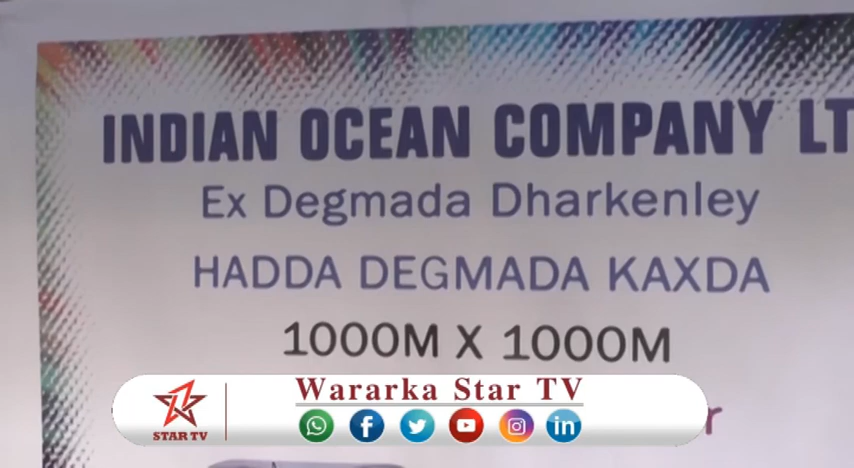 INDIAN OCEAN COMPANY LT
Ex Degmada Dharkenley
HADDA DEGMADA KAXDA
1000M X 1000M
Wararka Star TV
STAR TV